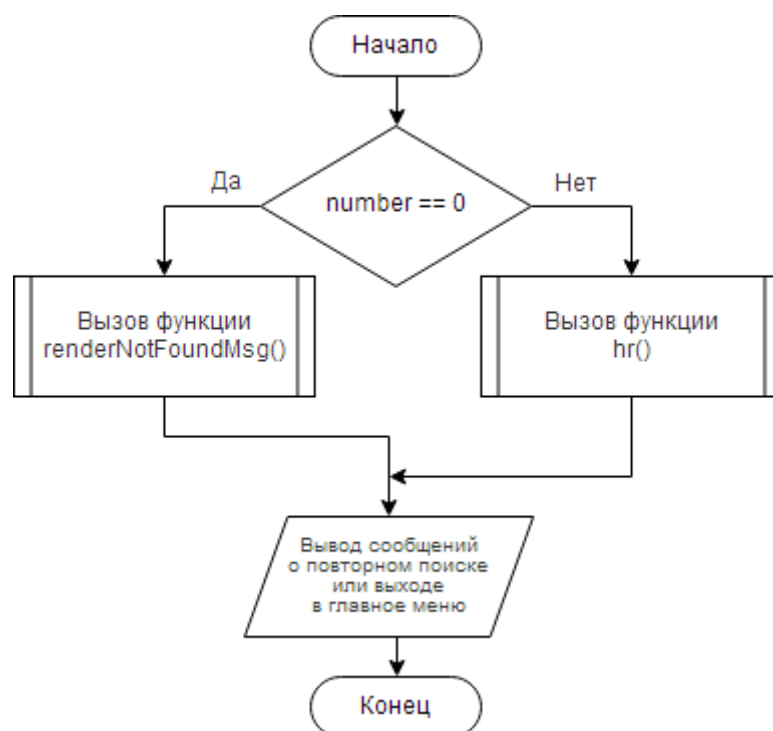 Начало
Да
number == 0
Нет
Вызов функции
renderNotFoundMsg()
Вызов функции
hr()
Вывод сообщений
о повторном поиске
или выходе
в главное меню
Конец